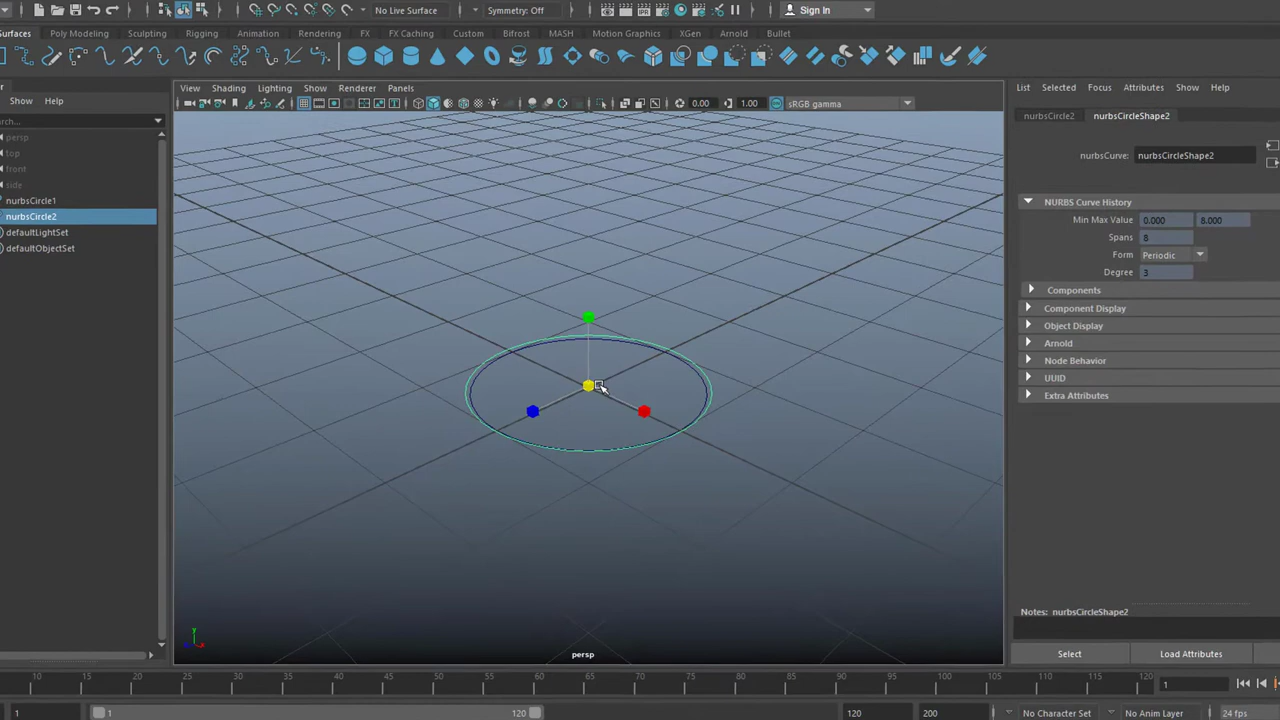 No Live Surface
Symmetry: Off
Sign In
Surfaces Poly Modeling Sculpting Rigging Animation Rendering FX FX Caching Custom Bifrost MASH Motion Graphics XGen Arnold Bullet
Show Help
View Shading Lighting Show Renderer Panels
0.00 1.00 sRGB gamma
persp
top
front
side
nurbsCircle1
nurbsCircle2
defaultLightSet
defaultObjectSet
persp
List Selected Focus Attributes Show Help
nurbsCircle2 nurbsCircleShape2
nurbsCurve: nurbsCircleShape2
NURBS Curve History
Min Max Value 0.000 8.000
Spans 8
Form Periodic
Degree 3
Components
Component Display
Object Display
Arnold
Node Behavior
UUID
Extra Attributes
Notes: nurbsCircleShape2
Select Load Attributes
10 15 20 25 30 35 40 45 50 55 60 65 70 75 80 85 90 95 100 105 110 115 120 1
1 1 120 120 200 No Character Set No Anim Layer 24 fps